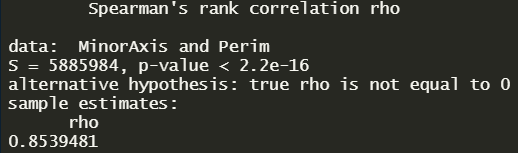 Spearman's rank correlation rho
data:  MinorAxis and Perim
S = 5885984, p-value < 2.2e-16
alternative hypothesis: true rho is not equal to 0
sample estimates:
rho
0.8539481